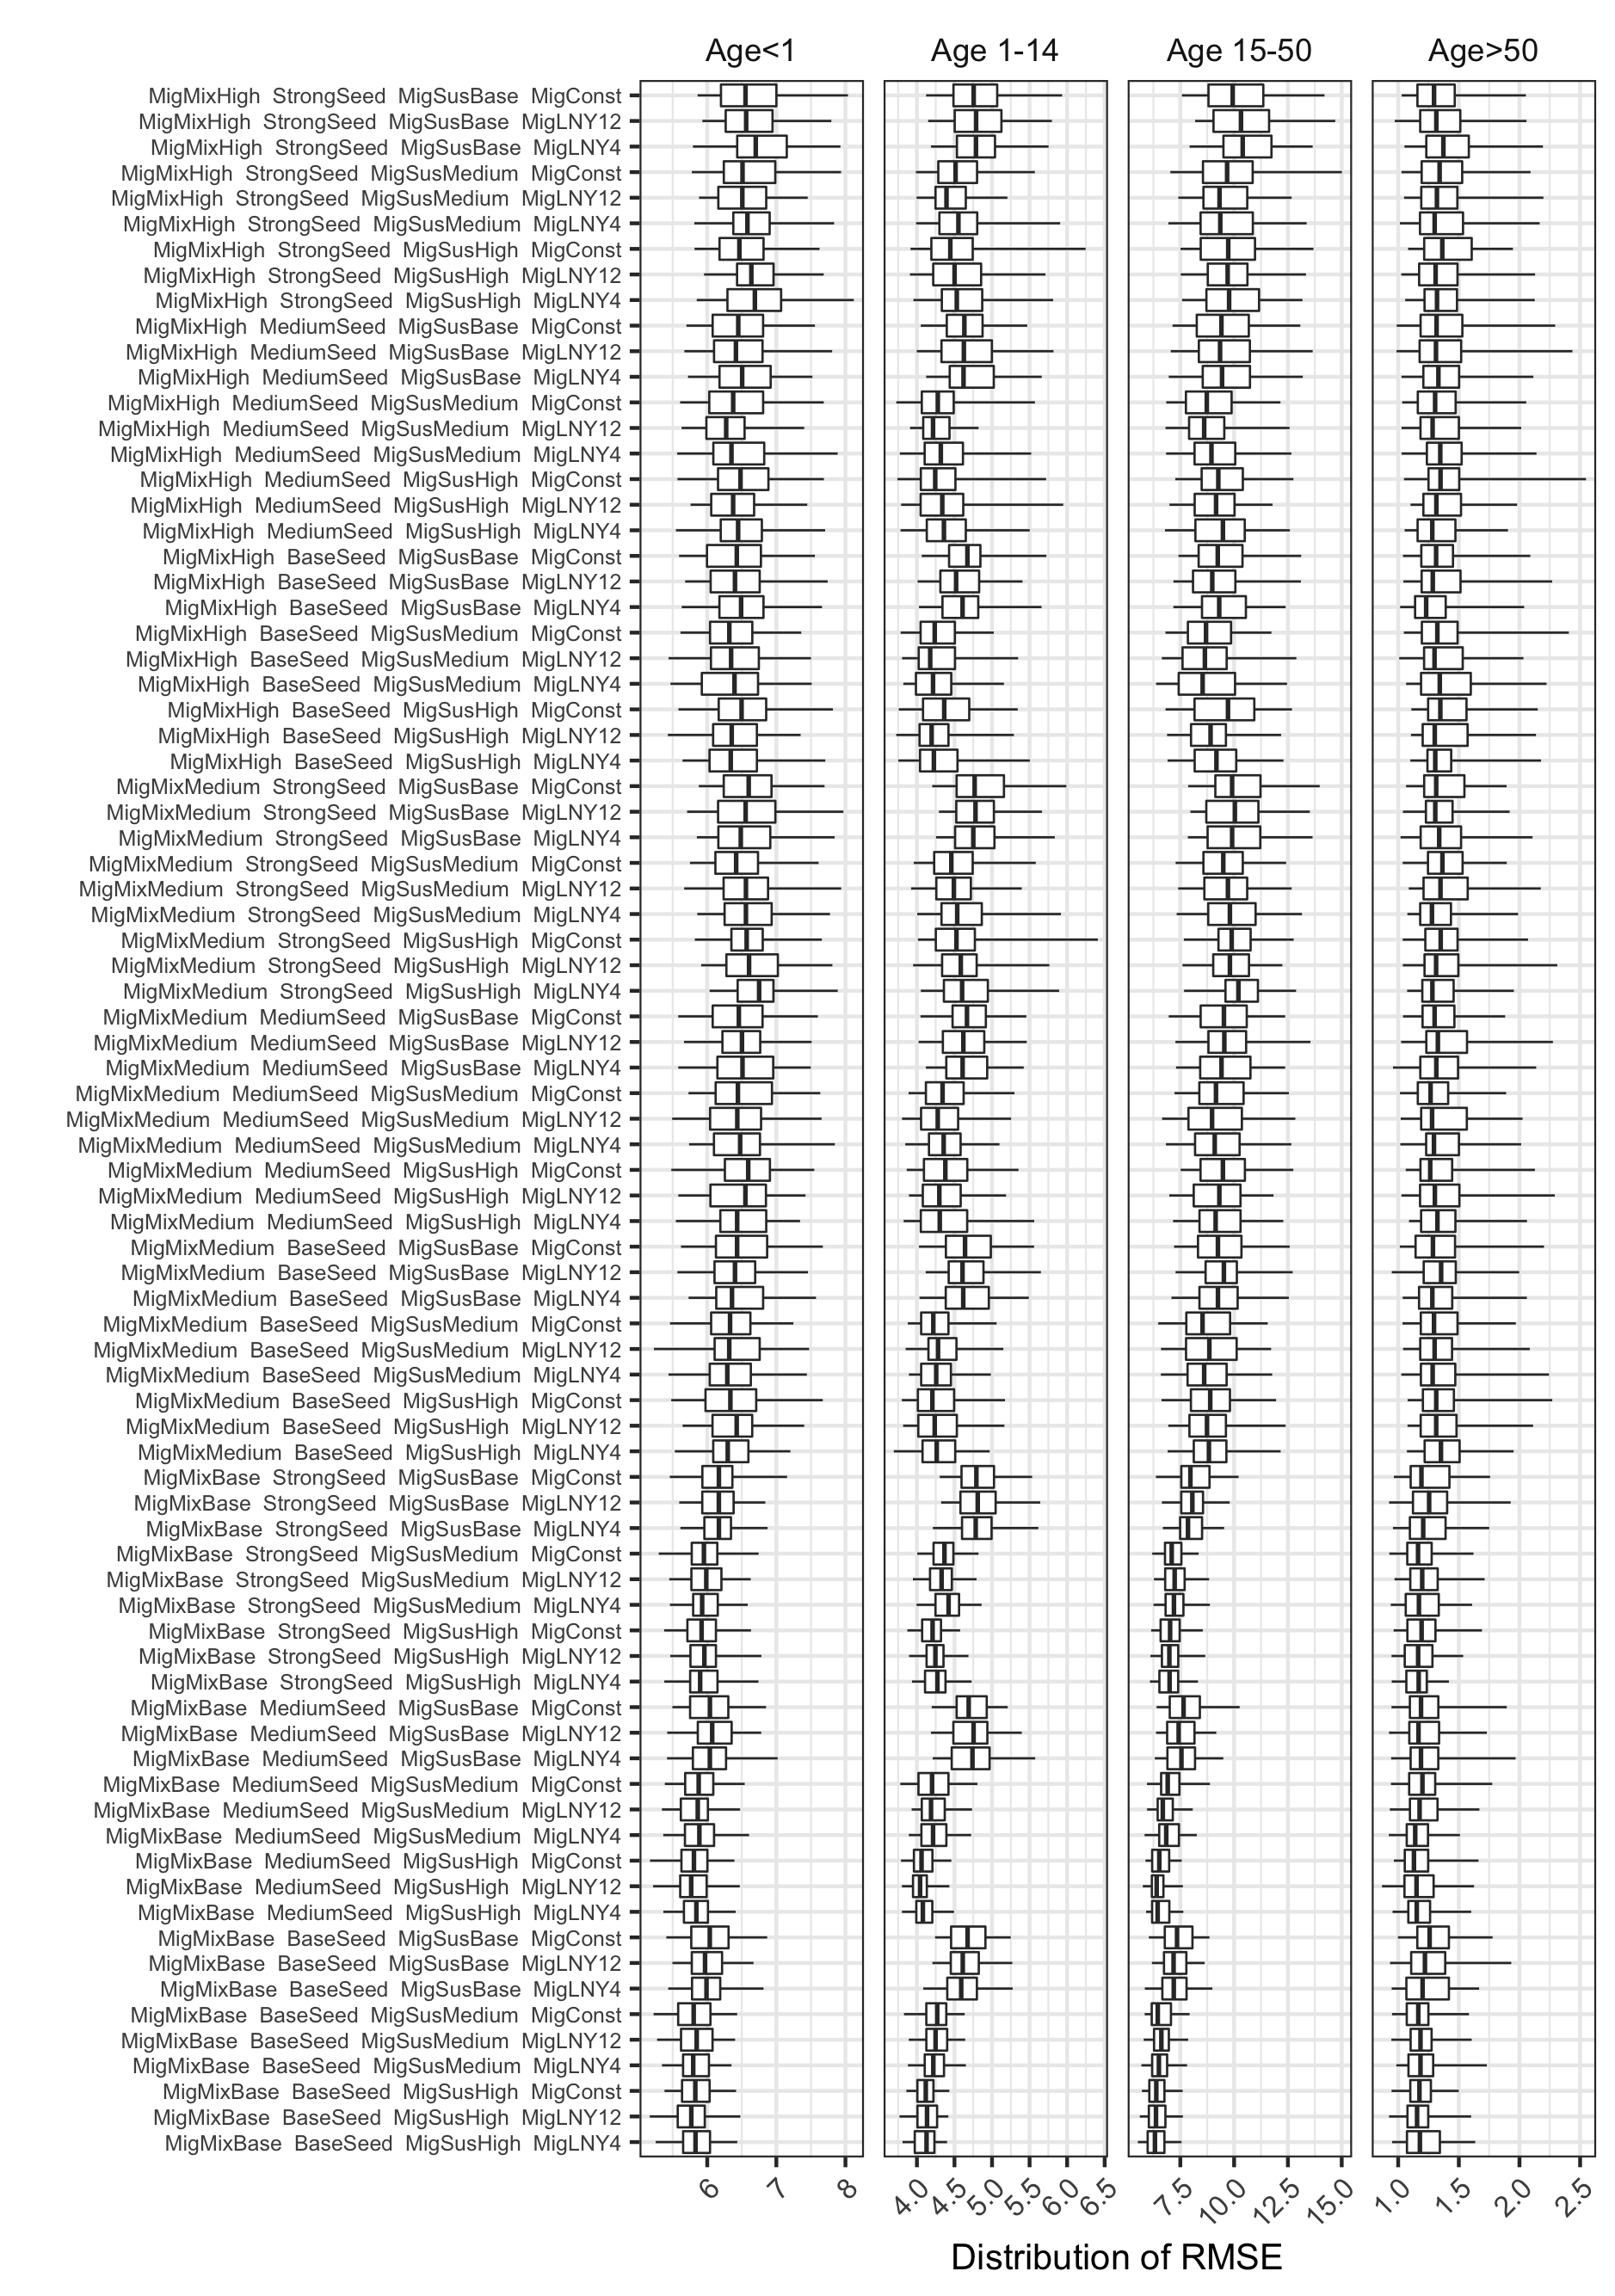 Age<1 Age 1-14 Age 15-50 Age>50
MigMixHigh StrongSeed MigSusBase MigConst
MigMixHigh StrongSeed MigSusBase MigLNY12
MigMixHigh StrongSeed MigSusBase MigLNY4
MigMixHigh StrongSeed MigSusMedium MigConst
MigMixHigh StrongSeed MigSusMedium MigLNY12
MigMixHigh StrongSeed MigSusMedium MigLNY4
MigMixHigh StrongSeed MigSusHigh MigConst
MigMixHigh StrongSeed MigSusHigh MigLNY12
MigMixHigh StrongSeed MigSusHigh MigLNY4
MigMixHigh MediumSeed MigSusBase MigConst
MigMixHigh MediumSeed MigSusBase MigLNY12
MigMixHigh MediumSeed MigSusBase MigLNY4
MigMixHigh MediumSeed MigSusMedium MigConst
MigMixHigh MediumSeed MigSusMedium MigLNY12
MigMixHigh MediumSeed MigSusMedium MigLNY4
MigMixHigh MediumSeed MigSusHigh MigConst
MigMixHigh MediumSeed MigSusHigh MigLNY12
MigMixHigh MediumSeed MigSusHigh MigLNY4
MigMixHigh BaseSeed MigSusBase MigConst
MigMixHigh BaseSeed MigSusBase MigLNY12
MigMixHigh BaseSeed MigSusBase MigLNY4
MigMixHigh BaseSeed MigSusMedium MigConst
MigMixHigh BaseSeed MigSusMedium MigLNY12
MigMixHigh BaseSeed MigSusMedium MigLNY4
MigMixHigh BaseSeed MigSusHigh MigConst
MigMixHigh BaseSeed MigSusHigh MigLNY12
MigMixHigh BaseSeed MigSusHigh MigLNY4
MigMixMedium StrongSeed MigSusBase MigConst
MigMixMedium StrongSeed MigSusBase MigLNY12
MigMixMedium StrongSeed MigSusBase MigLNY4
MigMixMedium StrongSeed MigSusMedium MigConst
MigMixMedium StrongSeed MigSusMedium MigLNY12
MigMixMedium StrongSeed MigSusMedium MigLNY4
MigMixMedium StrongSeed MigSusHigh MigConst
MigMixMedium StrongSeed MigSusHigh MigLNY12
MigMixMedium StrongSeed MigSusHigh MigLNY4
MigMixMedium MediumSeed MigSusBase MigConst
MigMixMedium MediumSeed MigSusBase MigLNY12
MigMixMedium MediumSeed MigSusBase MigLNY4
MigMixMedium MediumSeed MigSusMedium MigConst
MigMixMedium MediumSeed MigSusMedium MigLNY12
MigMixMedium MediumSeed MigSusMedium MigLNY4
MigMixMedium MediumSeed MigSusHigh MigConst
MigMixMedium MediumSeed MigSusHigh MigLNY12
MigMixMedium MediumSeed MigSusHigh MigLNY4
MigMixMedium BaseSeed MigSusBase MigConst
MigMixMedium BaseSeed MigSusBase MigLNY12
MigMixMedium BaseSeed MigSusBase MigLNY4
MigMixMedium BaseSeed MigSusMedium MigConst
MigMixMedium BaseSeed MigSusMedium MigLNY12
MigMixMedium BaseSeed MigSusMedium MigLNY4
MigMixMedium BaseSeed MigSusHigh MigConst
MigMixMedium BaseSeed MigSusHigh MigLNY12
MigMixMedium BaseSeed MigSusHigh MigLNY4
MigMixBase StrongSeed MigSusBase MigConst
MigMixBase StrongSeed MigSusBase MigLNY12
MigMixBase StrongSeed MigSusBase MigLNY4
MigMixBase StrongSeed MigSusMedium MigConst
MigMixBase StrongSeed MigSusMedium MigLNY12
MigMixBase StrongSeed MigSusMedium MigLNY4
MigMixBase StrongSeed MigSusHigh MigConst
MigMixBase StrongSeed MigSusHigh MigLNY12
MigMixBase StrongSeed MigSusHigh MigLNY4
MigMixBase MediumSeed MigSusBase MigConst
MigMixBase MediumSeed MigSusBase MigLNY12
MigMixBase MediumSeed MigSusBase MigLNY4
MigMixBase MediumSeed MigSusMedium MigConst
MigMixBase MediumSeed MigSusMedium MigLNY12
MigMixBase MediumSeed MigSusMedium MigLNY4
MigMixBase MediumSeed MigSusHigh MigConst
MigMixBase MediumSeed MigSusHigh MigLNY12
MigMixBase MediumSeed MigSusHigh MigLNY4
MigMixBase BaseSeed MigSusBase MigConst
MigMixBase BaseSeed MigSusBase MigLNY12
MigMixBase BaseSeed MigSusBase MigLNY4
MigMixBase BaseSeed MigSusMedium MigConst
MigMixBase BaseSeed MigSusMedium MigLNY12
MigMixBase BaseSeed MigSusMedium MigLNY4
MigMixBase BaseSeed MigSusHigh MigConst
MigMixBase BaseSeed MigSusHigh MigLNY12
MigMixBase BaseSeed MigSusHigh MigLNY4
6 7 8 4.0 4.5 5.0 5.5 6.0 6.5 7.5 10.0 12.5 15.0 1.0 1.5 2.0 2.5
Distribution of RMSE